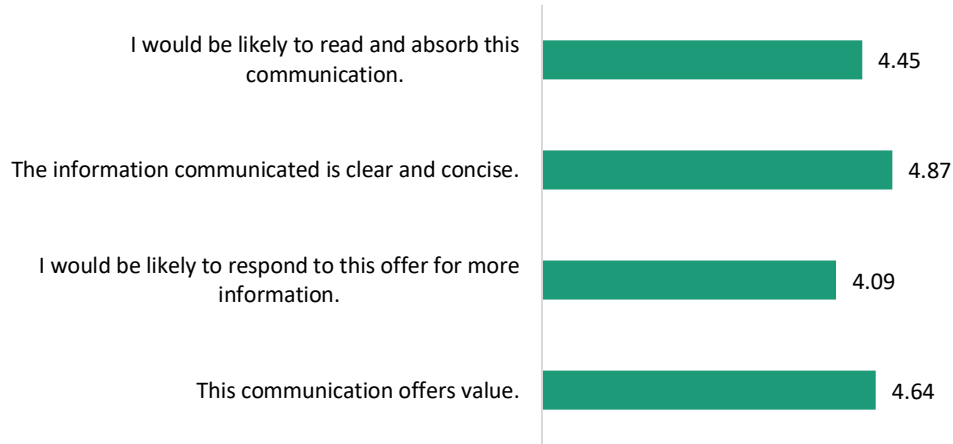 I would be likely to read and absorb this
communication.
4.45
The information communicated is clear and concise.
4.87
I would be likely to respond to this offer for more
information.
4.09
This communication offers value.
4.64